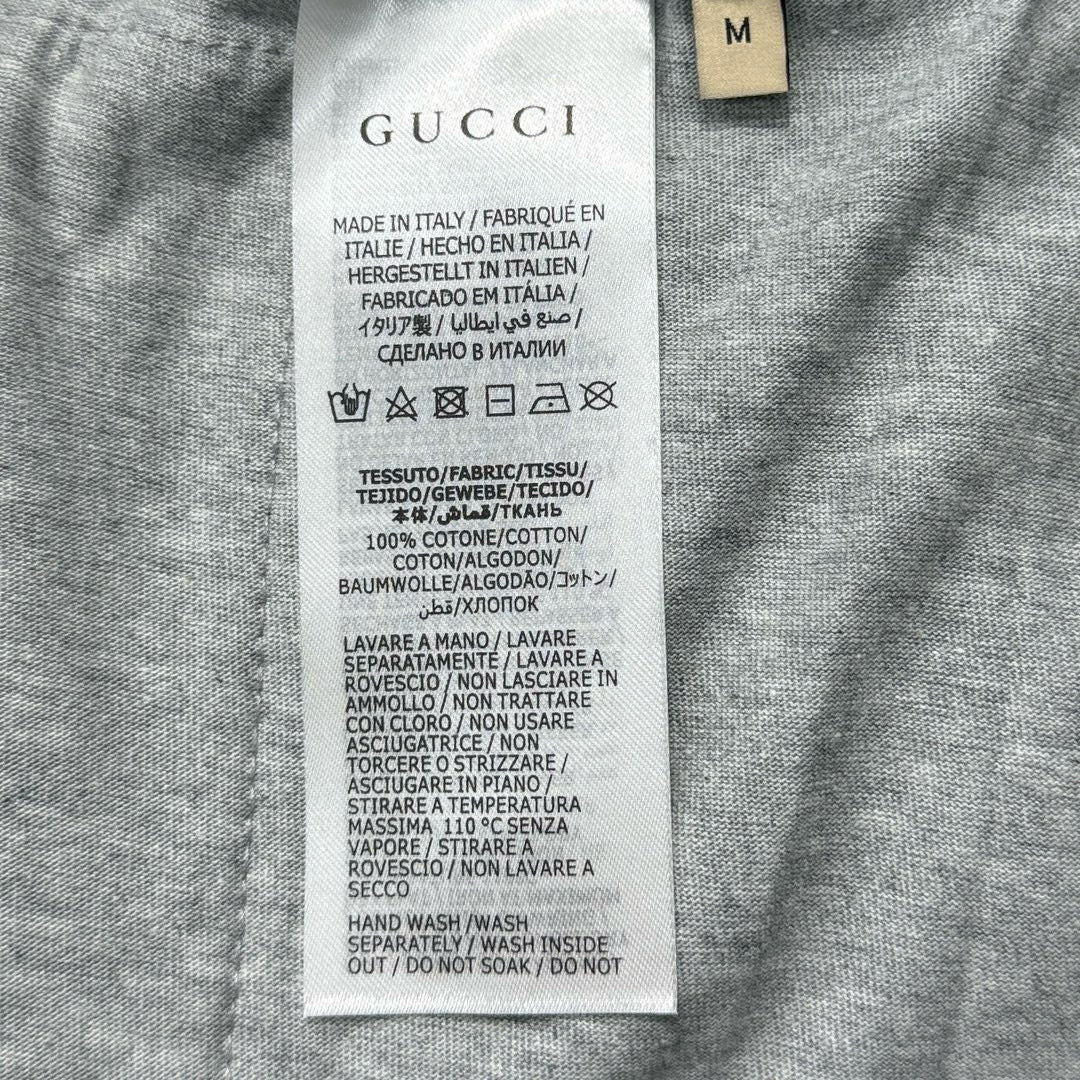 M
GUCCI
MADE IN ITALY / FABRIQUÉ EN
ITALIE / HECHO EN ITALIA /
HERGESTELLT IN ITALIEN /
FABRICADO EM ITÁLIA /
イタリア製 / صنع في ايطاليا /
СДЕЛАНО В ИТАЛИИ
TESSUTO/FABRIC/TISSU/
TEJIDO/GEWEBE/TECIDO/
本体/قماش/ТКАНЬ
100% COTONE/COTTON/
COTON/ALGODON/
BAUMWOLLE/ALGODÃO/コットン/
قطن/ХЛОПОК
LAVARE A MANO / LAVARE
SEPARATAMENTE / LAVARE A
ROVESCIO / NON LASCIARE IN
AMMOLLO / NON TRATTARE
CON CLORO / NON USARE
ASCIUGATRICE / NON
TORCERE O STRIZZARE /
ASCIUGARE IN PIANO /
STIRARE A TEMPERATURA
MASSIMA 110 °C SENZA
VAPORE / STIRARE A
ROVESCIO / NON LAVARE A
SECCO
HAND WASH /WASH
SEPARATELY / WASH INSIDE
OUT / DO NOT SOAK / DO NOT